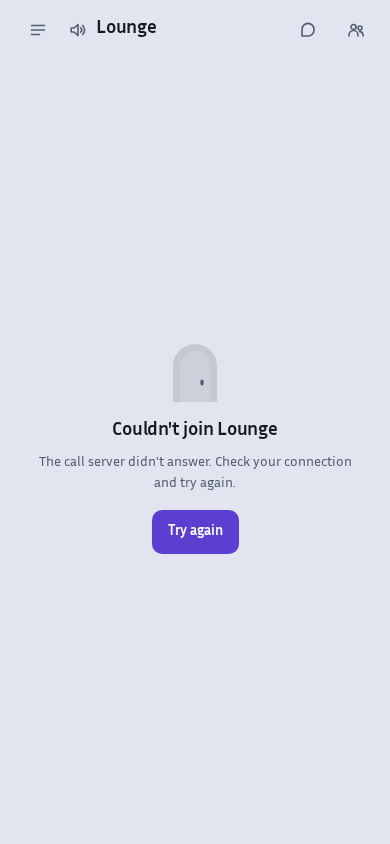 Lounge
Couldn't join Lounge
The call server didn't answer. Check your connection
and try again.
Try again